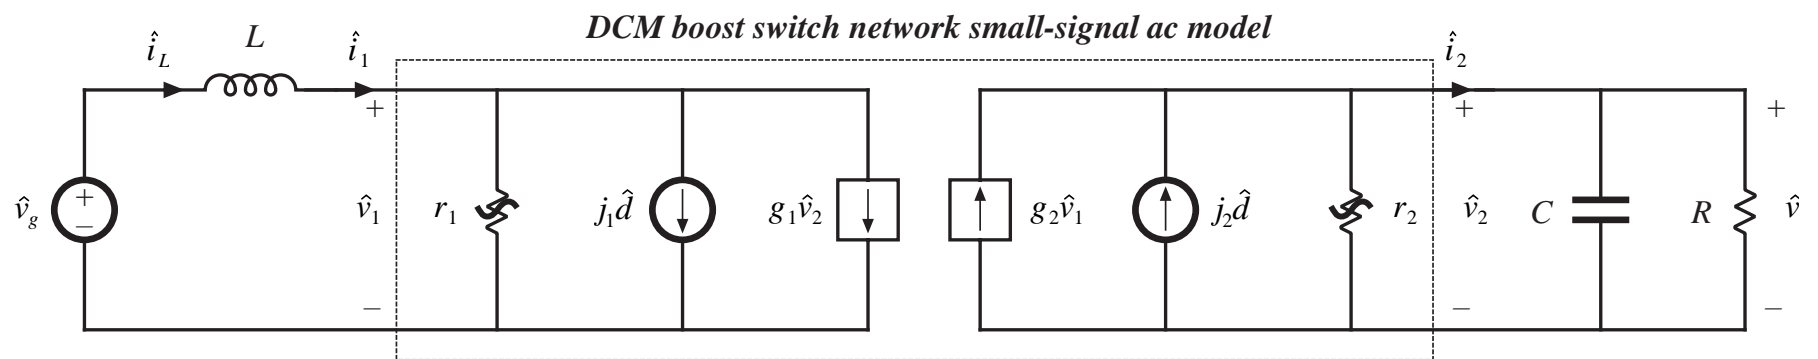 DCM boost switch network small-signal ac model
î_L L î_1 î_2
+ + +
v̂_g + − v̂_1 r_1 j_1d̂ g_1v̂_2 g_2v̂_1 j_2d̂ r_2 v̂_2 C R v̂
− − −